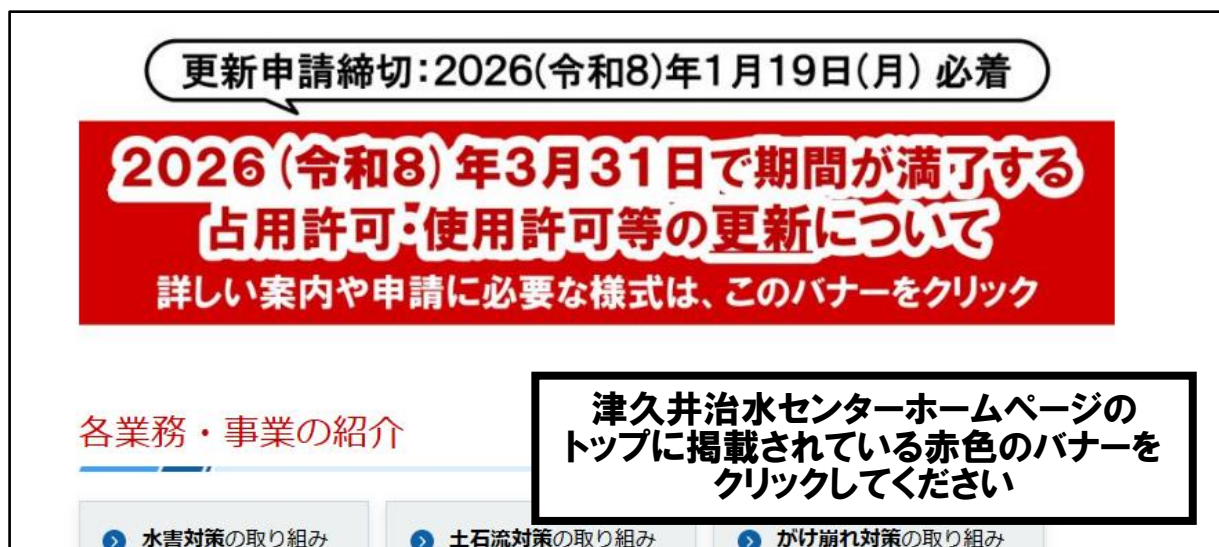 更新申請締切：2026(令和8)年1月19日(月) 必着
2026(令和8)年3月31日で期間が満了する
占用許可・使用許可等の更新について
詳しい案内や申請に必要な様式は、このバナーをクリック
各業務・事業の紹介
津久井治水センターホームページの
トップに掲載されている赤色のバナーを
クリックしてください
水害対策の取り組み
土石流対策の取り組み
がけ崩れ対策の取り組み